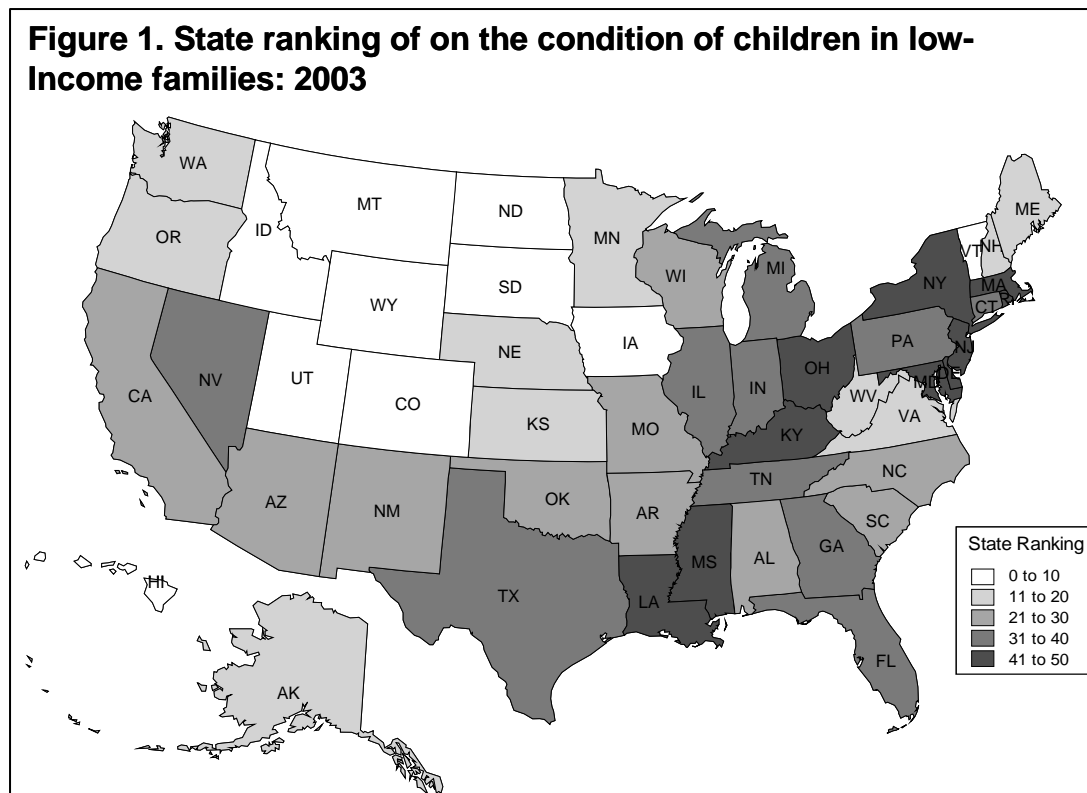 Figure 1. State ranking of on the condition of children in low-
Income families: 2003
WA
MT
ND
ME
OR
ID
MN
VT
NH
WI
MI
NY
MA
SD
WY
CT
RI
IA
PA
NE
NJ
NV
UT
OH
DE
IL
IN
MD
CA
CO
WV
KS
MO
VA
KY
NC
TN
AZ
NM
OK
AR
SC
State Ranking
0 to 10
11 to 20
21 to 30
31 to 40
41 to 50
MS
AL
GA
HI
TX
LA
FL
AK